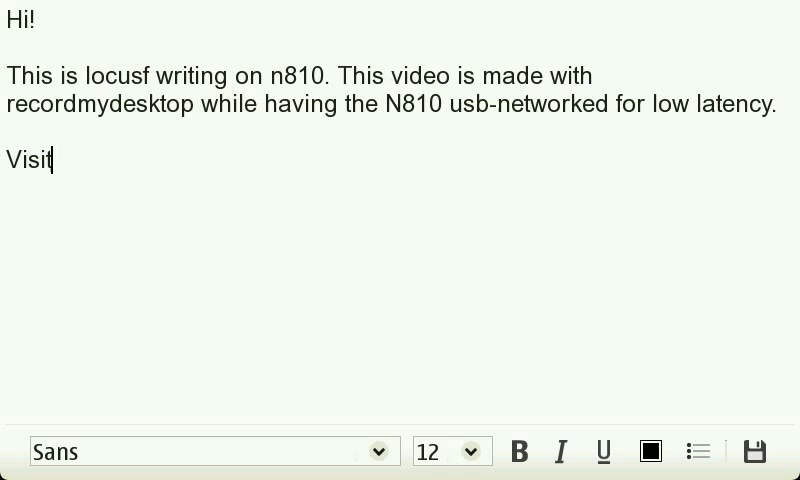 Hi!
This is locusf writing on n810. This video is made with
recordmydesktop while having the N810 usb-networked for low latency.
Visit
Sans
12
B
I
U